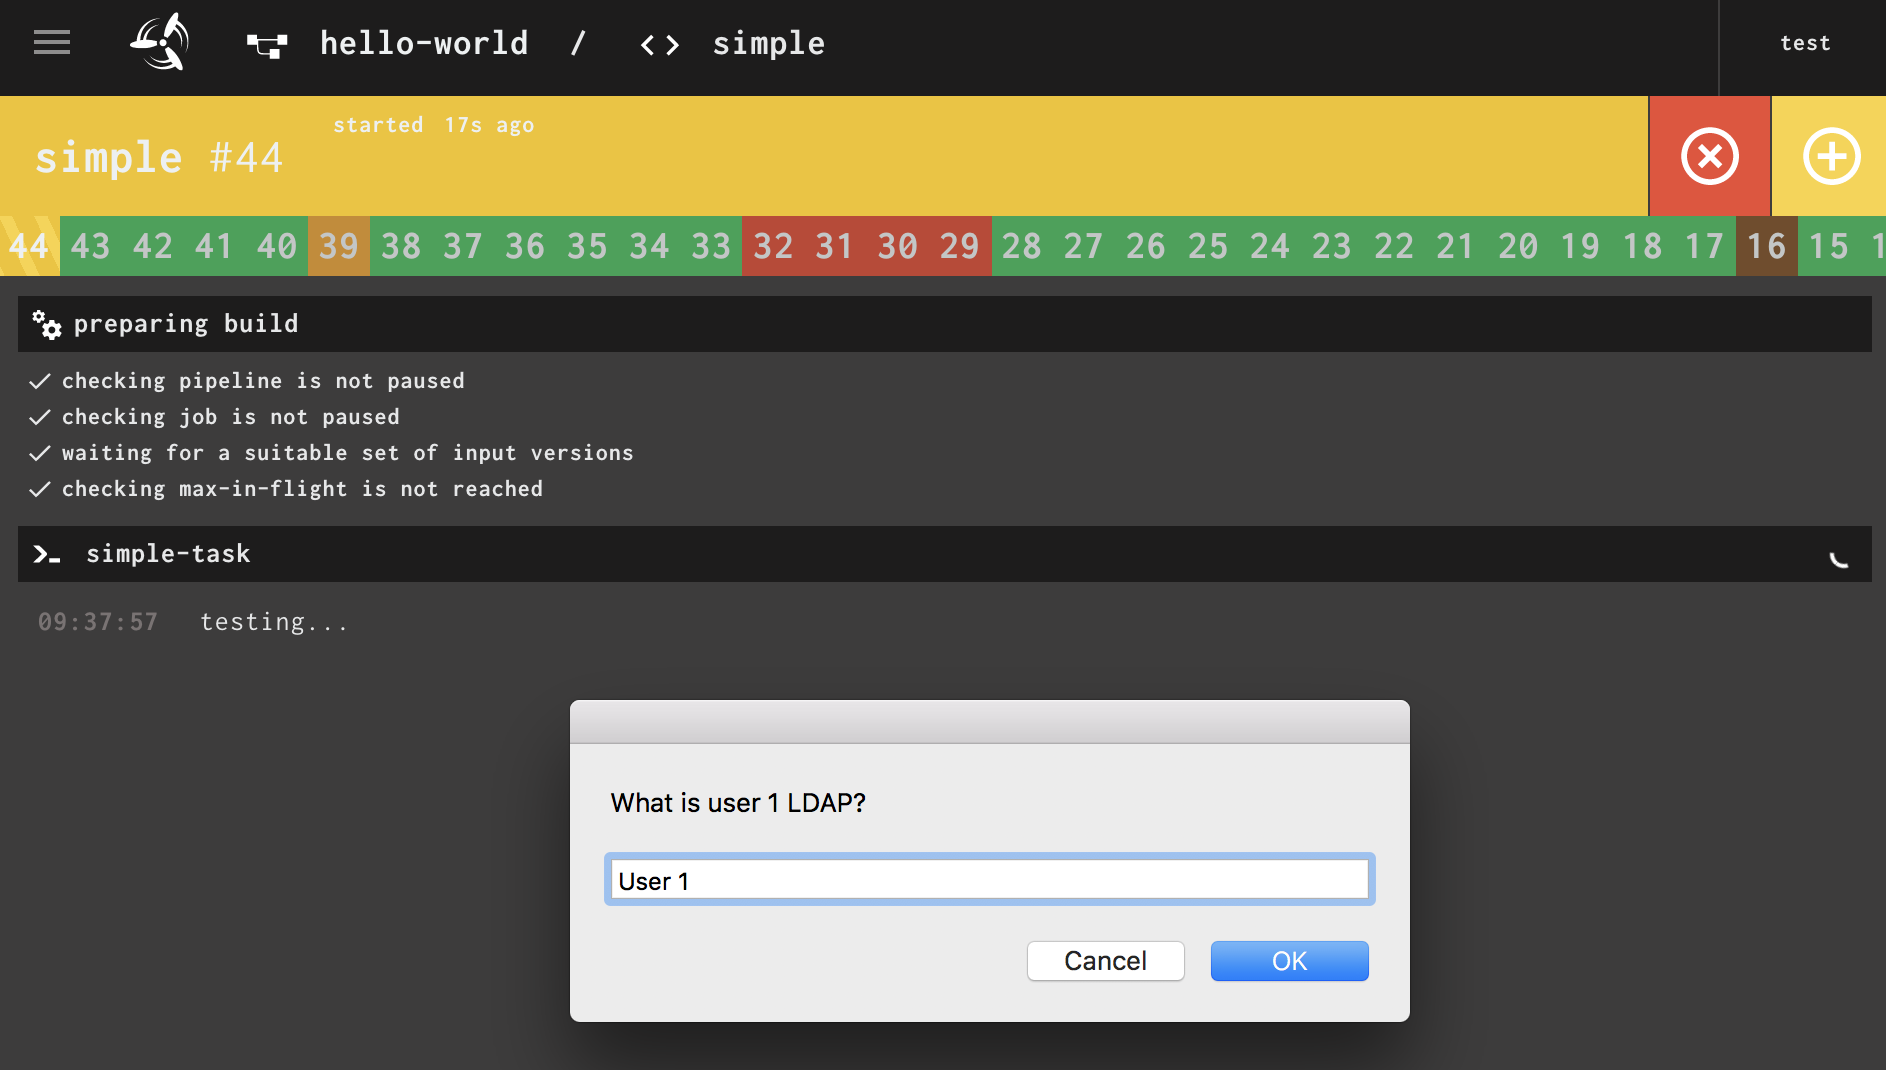 hello-world / <> simple
test
started 17s ago
simple #44
44 43 42 41 40 39 38 37 36 35 34 33 32 31 30 29 28 27 26 25 24 23 22 21 20 19 18 17 16 15 1
preparing build
checking pipeline is not paused
checking job is not paused
waiting for a suitable set of input versions
checking max-in-flight is not reached
simple-task
09:37:57 testing...
What is user 1 LDAP?
User 1
Cancel OK